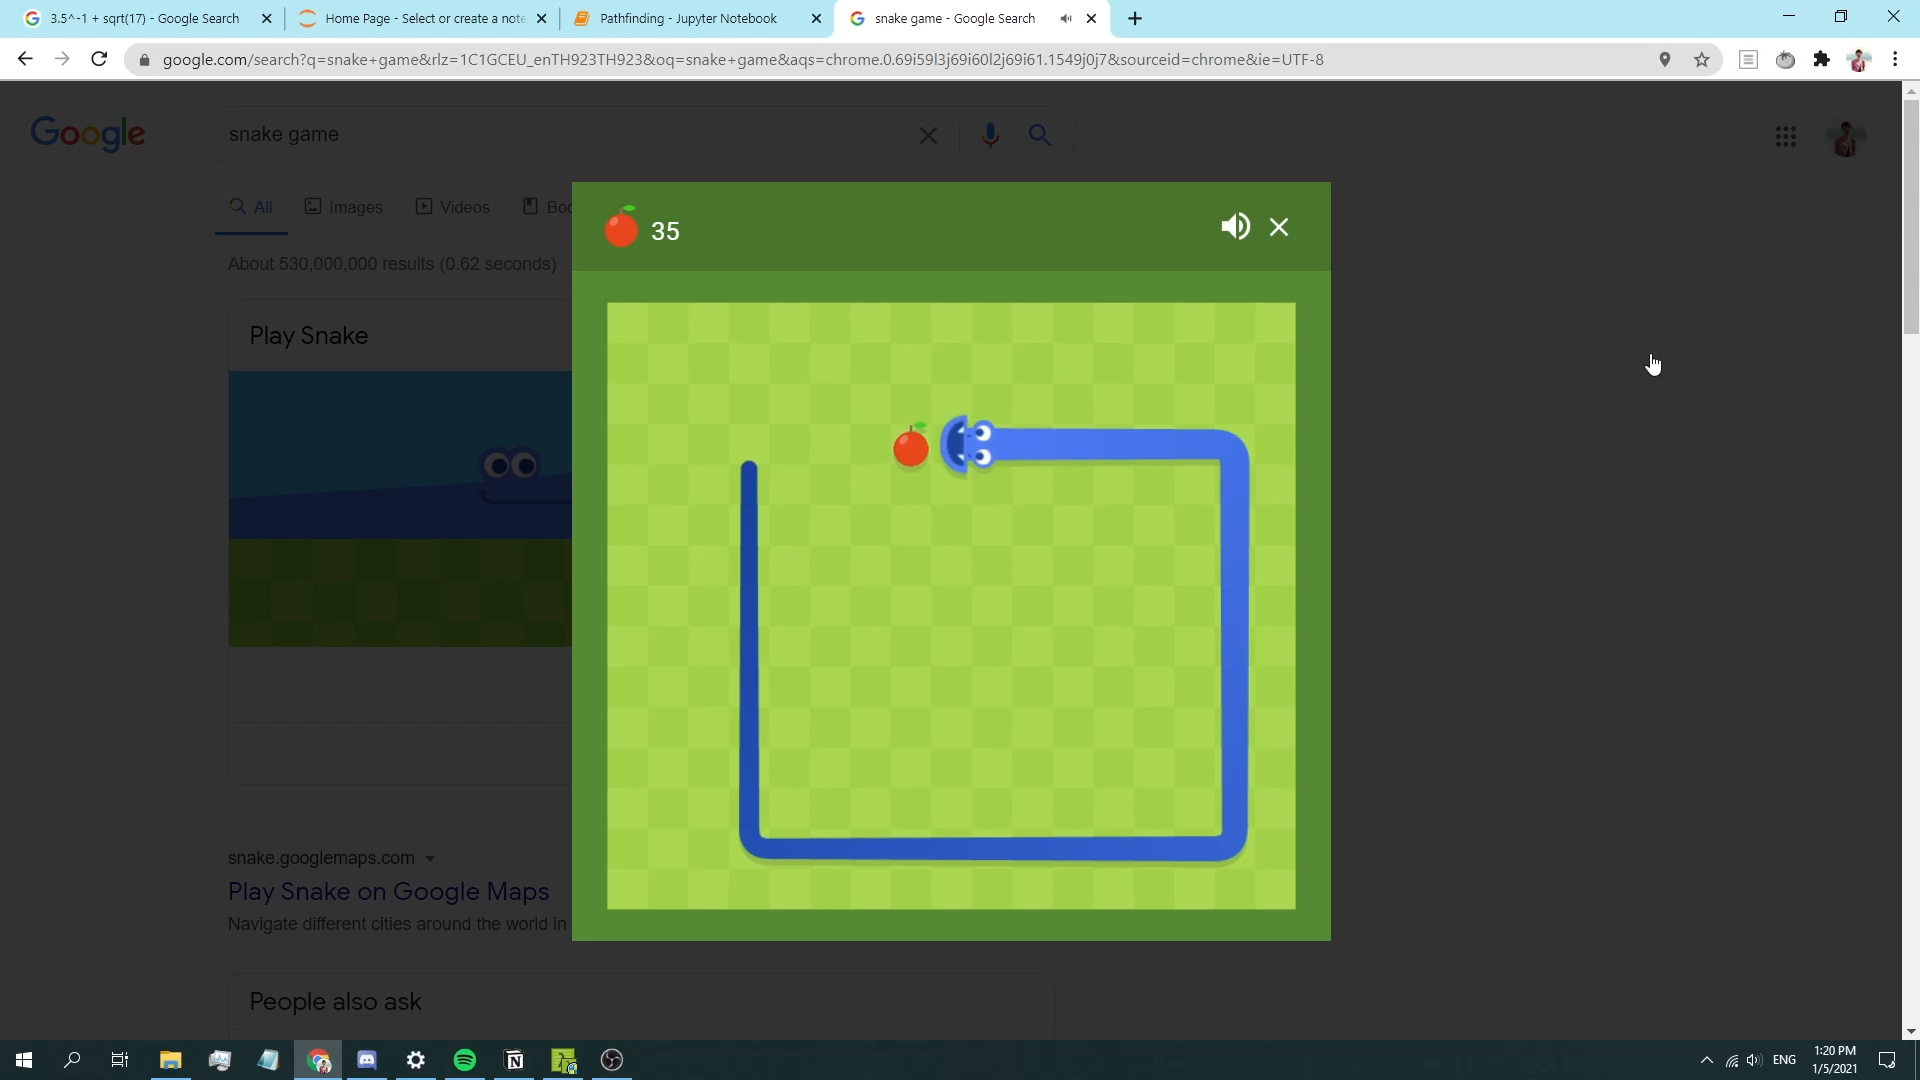 3.5^-1 + sqrt(17) - Google Search
Home Page - Select or create a note
Pathfinding - Jupyter Notebook
snake game - Google Search
google.com/search?q=snake+game&rlz=1C1GCEU_enTH923TH923&oq=snake+game&aqs=chrome.0.69i59l3j69i60l2j69i61.1549j0j7&sourceid=chrome&ie=UTF-8
Google
snake game
All
Images
Videos
Boo
35
About 530,000,000 results (0.62 seconds)
Play Snake
snake.googlemaps.com
Play Snake on Google Maps
Navigate different cities around the world in
People also ask
ENG
1:20 PM
1/5/2021